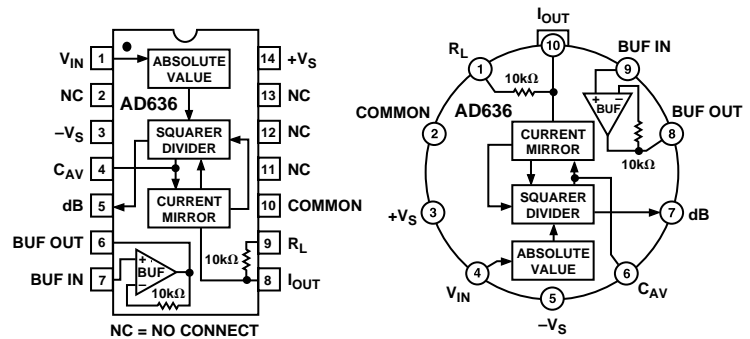 V_IN 1 ABSOLUTE VALUE 14 +V_S
NC 2 AD636 13 NC
–V_S 3 SQUARER DIVIDER 12 NC
C_AV 4 11 NC
dB 5 CURRENT MIRROR 10 COMMON
BUF OUT 6 9 R_L
10kΩ
BUF IN 7 + BUF – 8 I_OUT
10kΩ
NC = NO CONNECT
I_OUT
10
R_L 1 BUF IN 9
10kΩ
AD636
+ –
BUF
COMMON 2 BUF OUT 8
10kΩ
CURRENT MIRROR
SQUARER DIVIDER
+V_S 3 7 dB
ABSOLUTE VALUE
V_IN 4 6 C_AV
5
–V_S